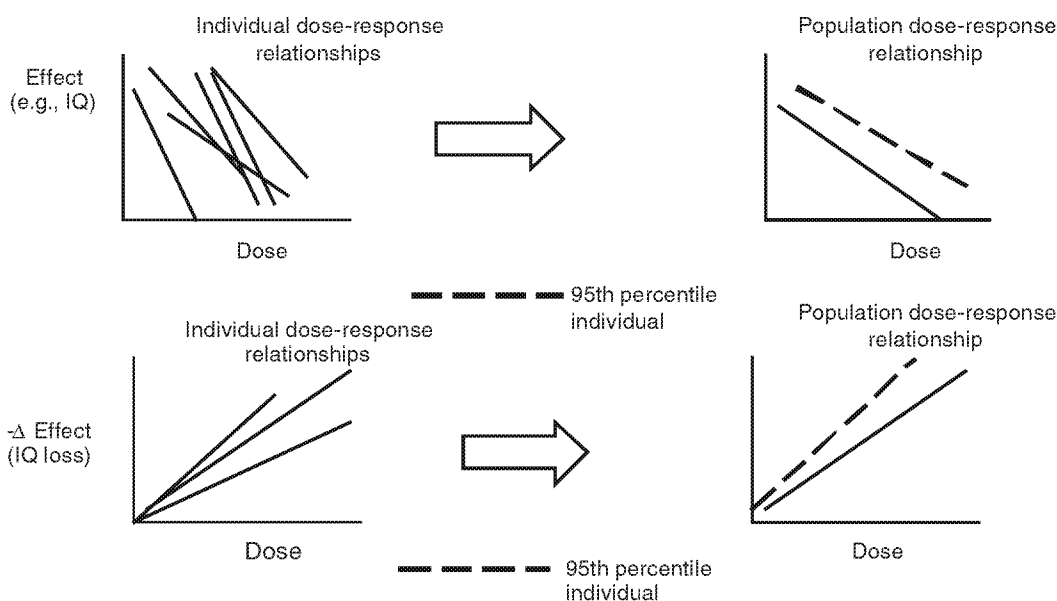 Individual dose-response
relationships
Effect
(e.g., IQ)
Dose
Population dose-response
relationship
Dose
95th percentile
individual
Individual dose-response
relationships
-Δ Effect
(IQ loss)
Dose
Population dose-response
relationship
Dose
95th percentile
individual